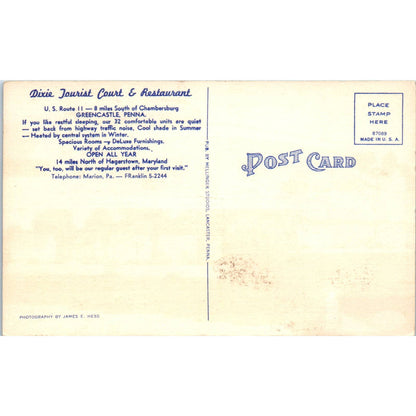 Dixie Tourist Court & Restaurant
U. S. Route 11 — 8 miles South of Chambersburg
GREENCASTLE, PENNA.
If you like restful sleeping, our 32 comfortably units are quiet
— set back from highway traffic noise, Cool shade in Summer
— Heated by central system in Winter.
Spacious Rooms — DeLuxe Furnishings.
Variety of Accommodations.
OPEN ALL YEAR
14 miles North of Hagerstown, Maryland
"You, too, will be our regular guest after your first visit."
Telephone: Marion, Pa. — FRanklin 5-2244
PHOTOGRAPHY BY JAMES E. HESS
PUB. BY MELLINGER STUDIOS, LANCASTER, PENNA.
POST CARD
PLACE
STAMP
HERE
67089
MADE IN U. S. A.